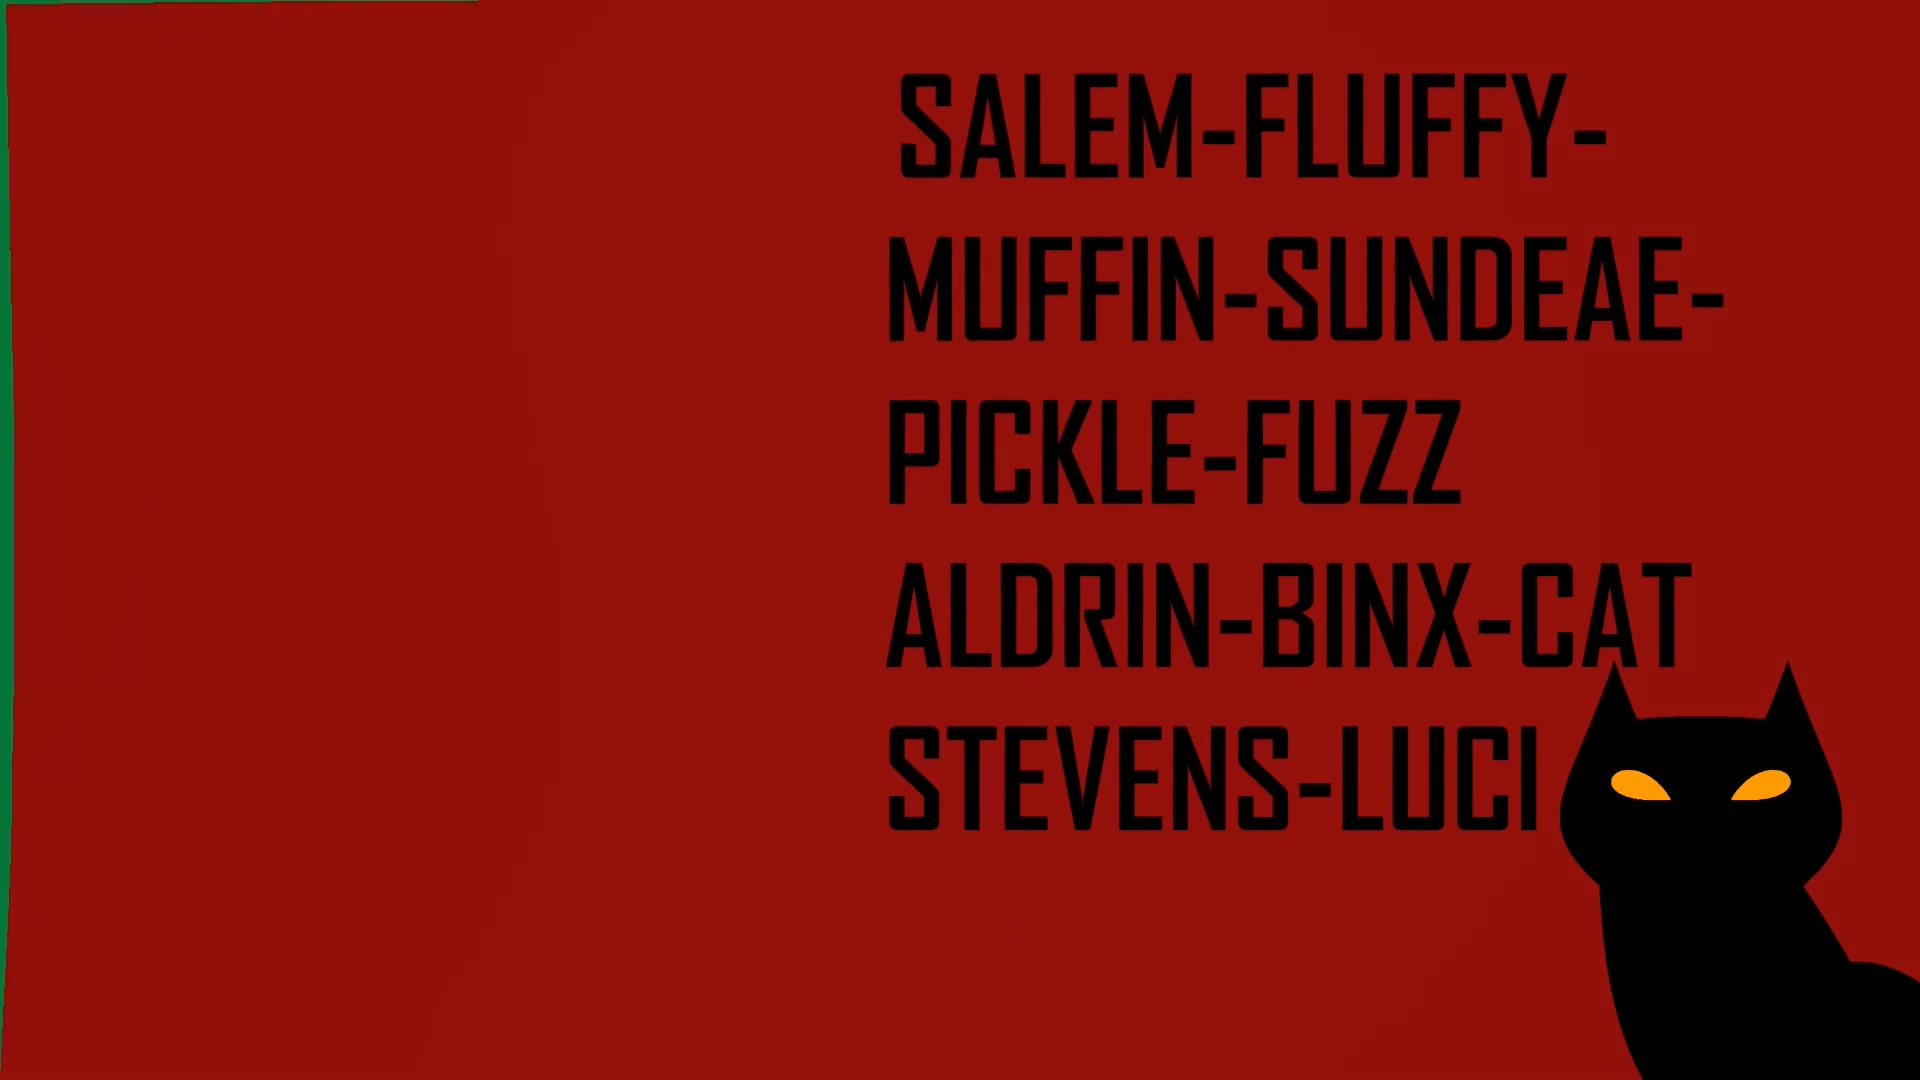 SALEM-FLUFFY-
MUFFIN-SUNDEAE-
PICKLE-FUZZ
ALDRIN-BINX-CAT
STEVENS-LUCI